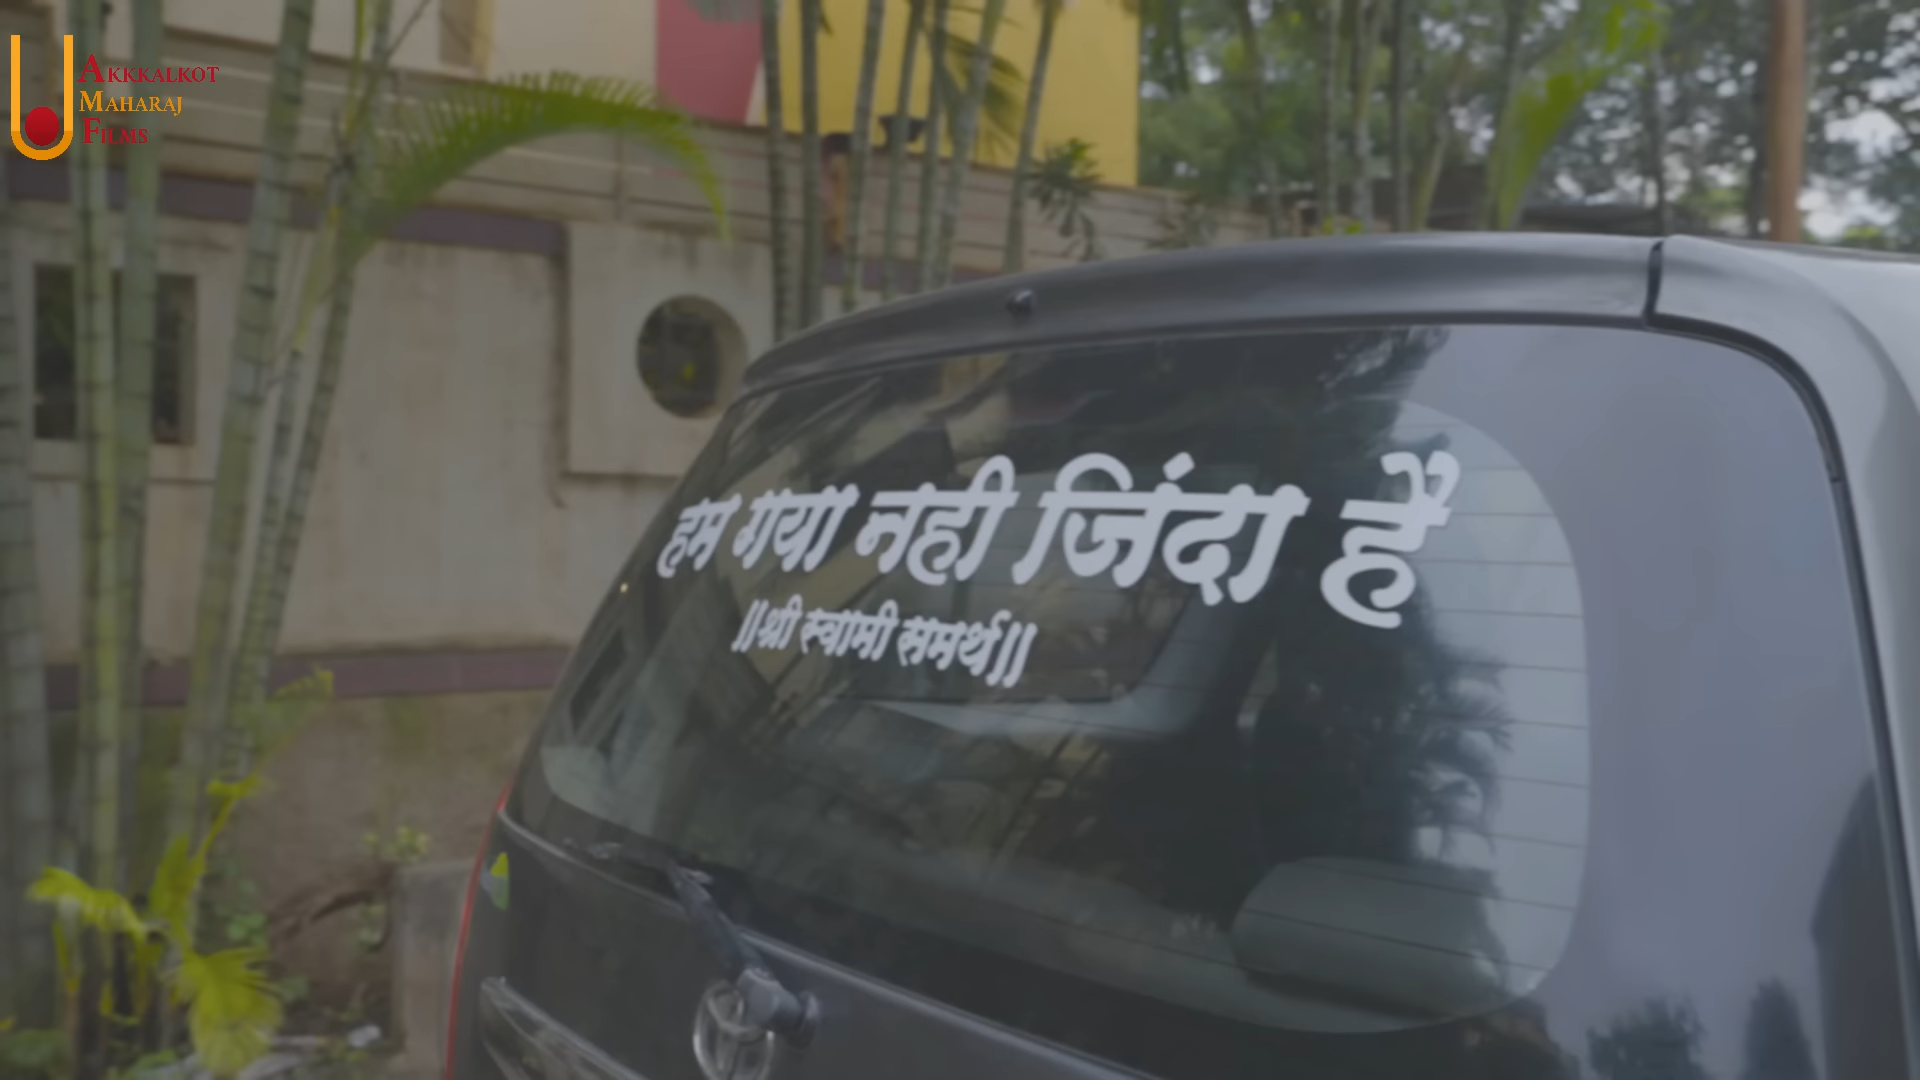 AKKKALKOT
MAHARAJ
FILMS
हम गया नही जिंदा है
||श्री स्वामी समर्थ||